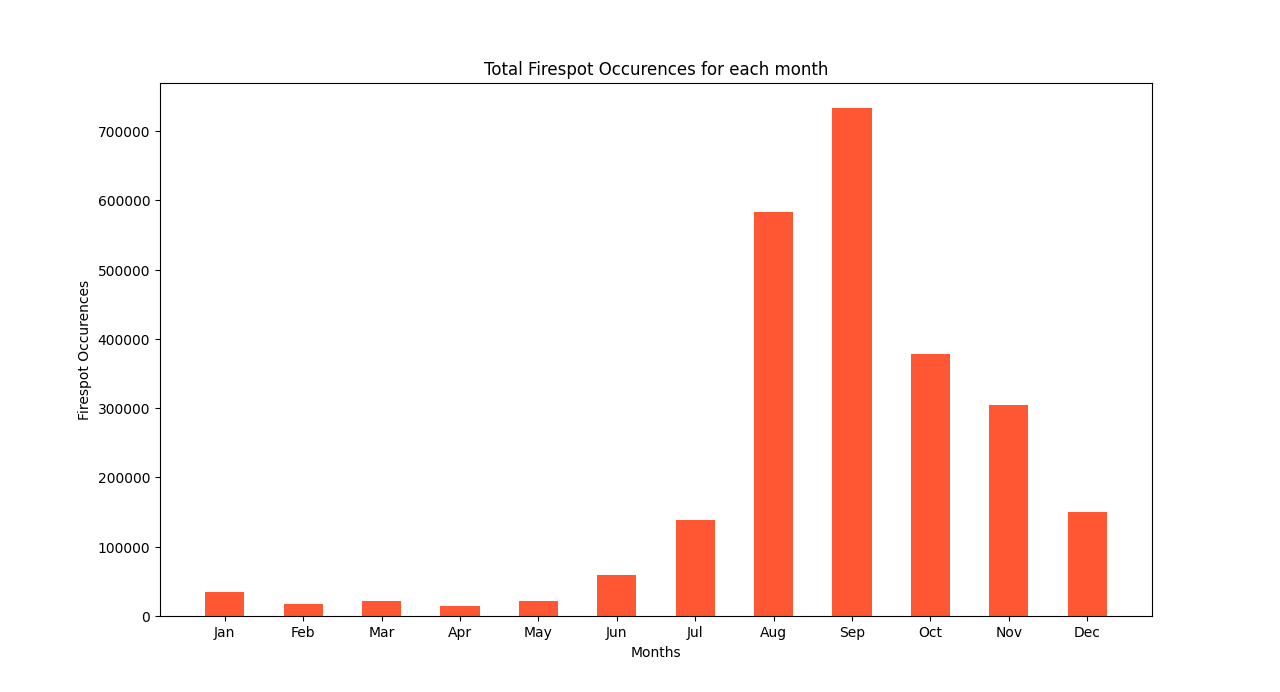 Total Firespot Occurences for each month
Firespot Occurences
700000
600000
500000
400000
300000
200000
100000
0
Jan Feb Mar Apr May Jun Jul Aug Sep Oct Nov Dec
Months